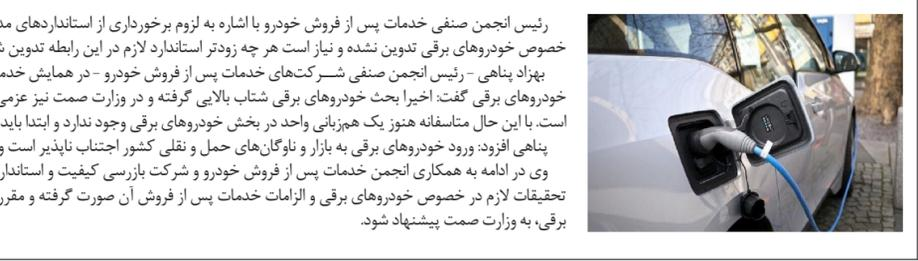 رئیس انجمن صنفی خدمات پس از فروش خودرو با اشاره به لزوم برخورداری از استانداردهای
خصوص خودروهای برقی تدوین نشده و نیاز است هر چه زودتر استاندارد لازم در این رابطه تدوین
بهزاد پناهی - رئیس انجمن صنفی شــرکت‌های خدمات پس از فروش خودرو - در همایش
خودروهای برقی گفت: اخیرا بحث خودروهای برقی شتاب بالایی گرفته و در وزارت صمت نیز عزمی
است. با این حال متاسفانه هنوز یک هم‌زبانی واحد در بخش خودروهای برقی وجود ندارد و ابتدا باید
پناهی افزود: ورود خودروهای برقی به بازار و ناوگان‌های حمل و نقلی کشور اجتناب ناپذیر است و
وی در ادامه به همکاری انجمن خدمات پس از فروش خودرو و شرکت بازرسی کیفیت و
تحقیقات لازم در خصوص خودروهای برقی و الزامات خدمات پس از فروش آن صورت گرفته و
برقی، به وزارت صمت پیشنهاد شود.